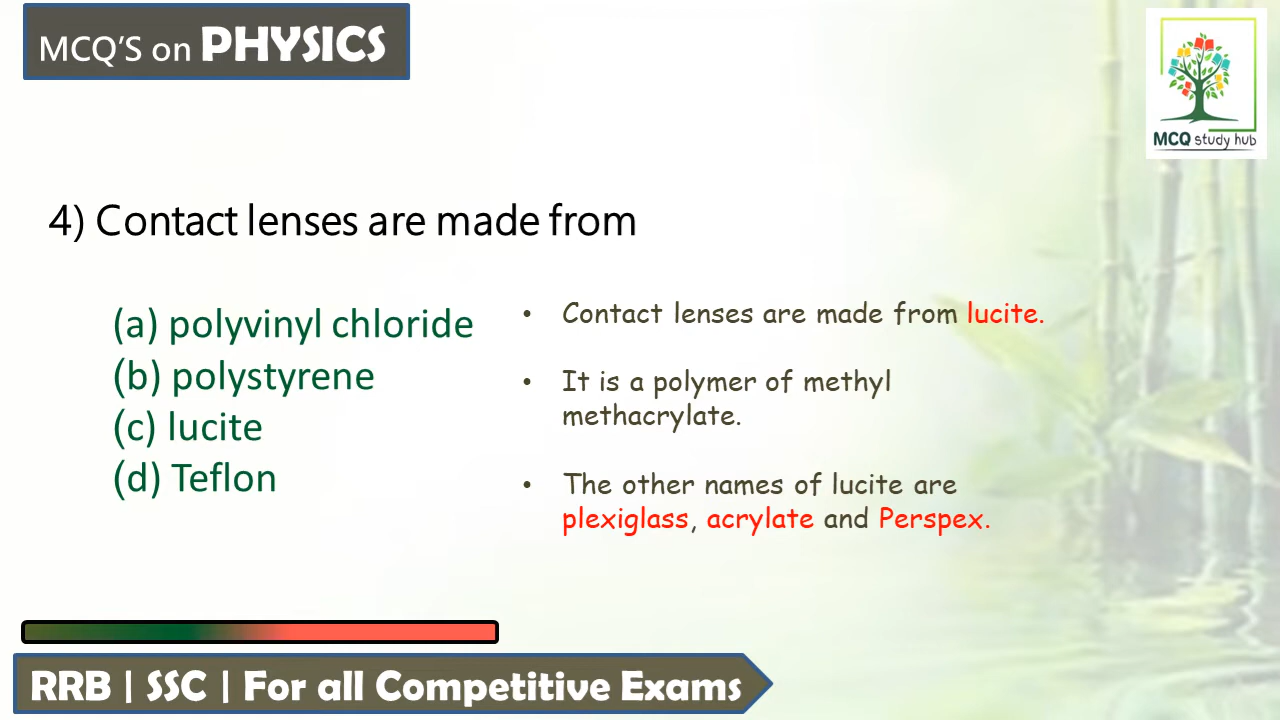 MCQ'S on PHYSICS
MCQ study hub
4) Contact lenses are made from
(a) polyvinyl chloride
(b) polystyrene
(c) lucite
(d) Teflon
• Contact lenses are made from lucite.
• It is a polymer of methyl
methacrylate.
• The other names of lucite are
plexiglass, acrylate and Perspex.
RRB | SSC | For all Competitive Exams